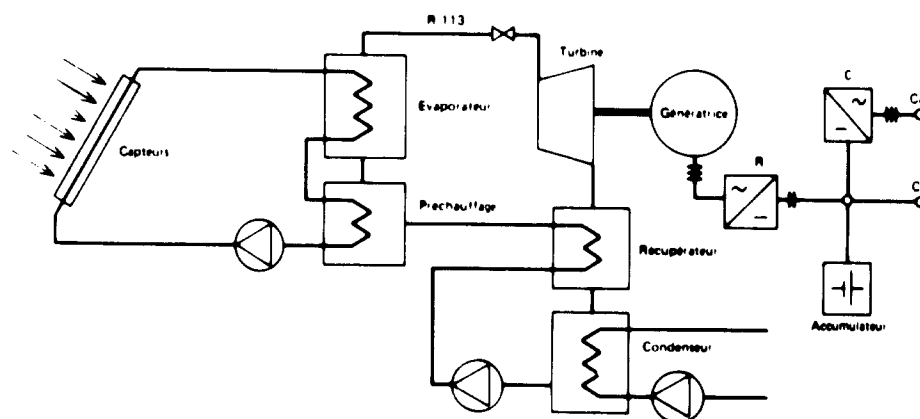 R 113
Turbine
C
Evaporateur
Génératrice
Capteurs
R
Préchauffage
Récupérateur
Condenseur
Accumulateur